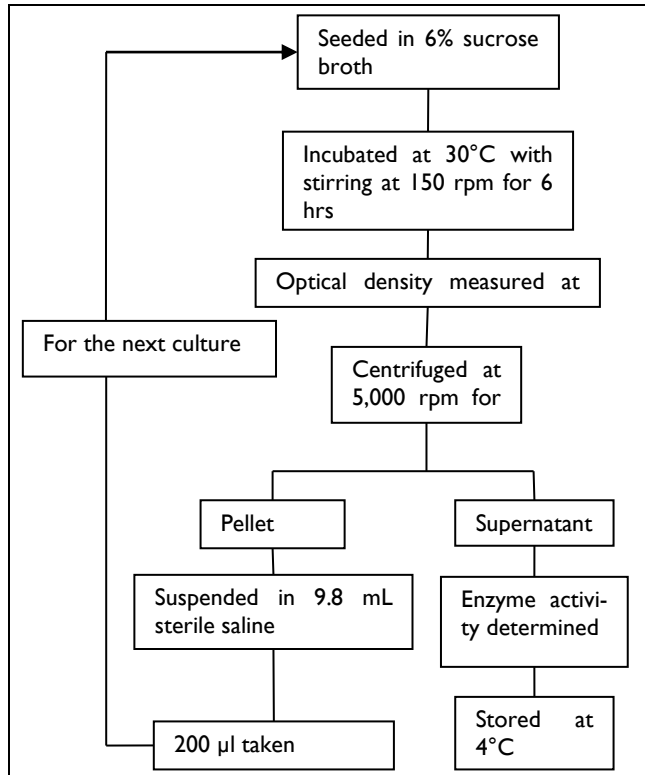 Seeded in 6% sucrose
broth
Incubated at 30°C with
stirring at 150 rpm for 6
hrs
Optical density measured at
For the next culture
Centrifuged at
5,000 rpm for
Pellet
Supernatant
Suspended in 9.8 mL
sterile saline
Enzyme activi-
ty determined
200 µl taken
Stored at
4°C